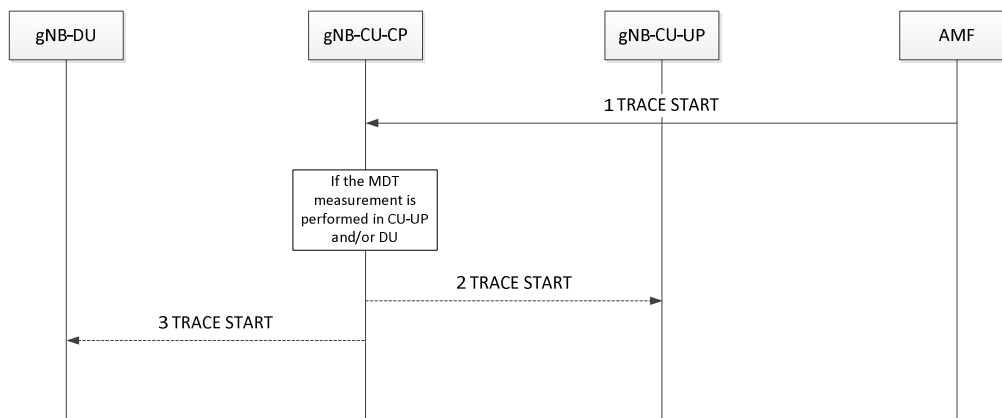 gNB-DU
gNB-CU-CP
gNB-CU-UP
AMF
1 TRACE START
If the MDT
measurement is
performed in CU-UP
and/or DU
2 TRACE START
3 TRACE START